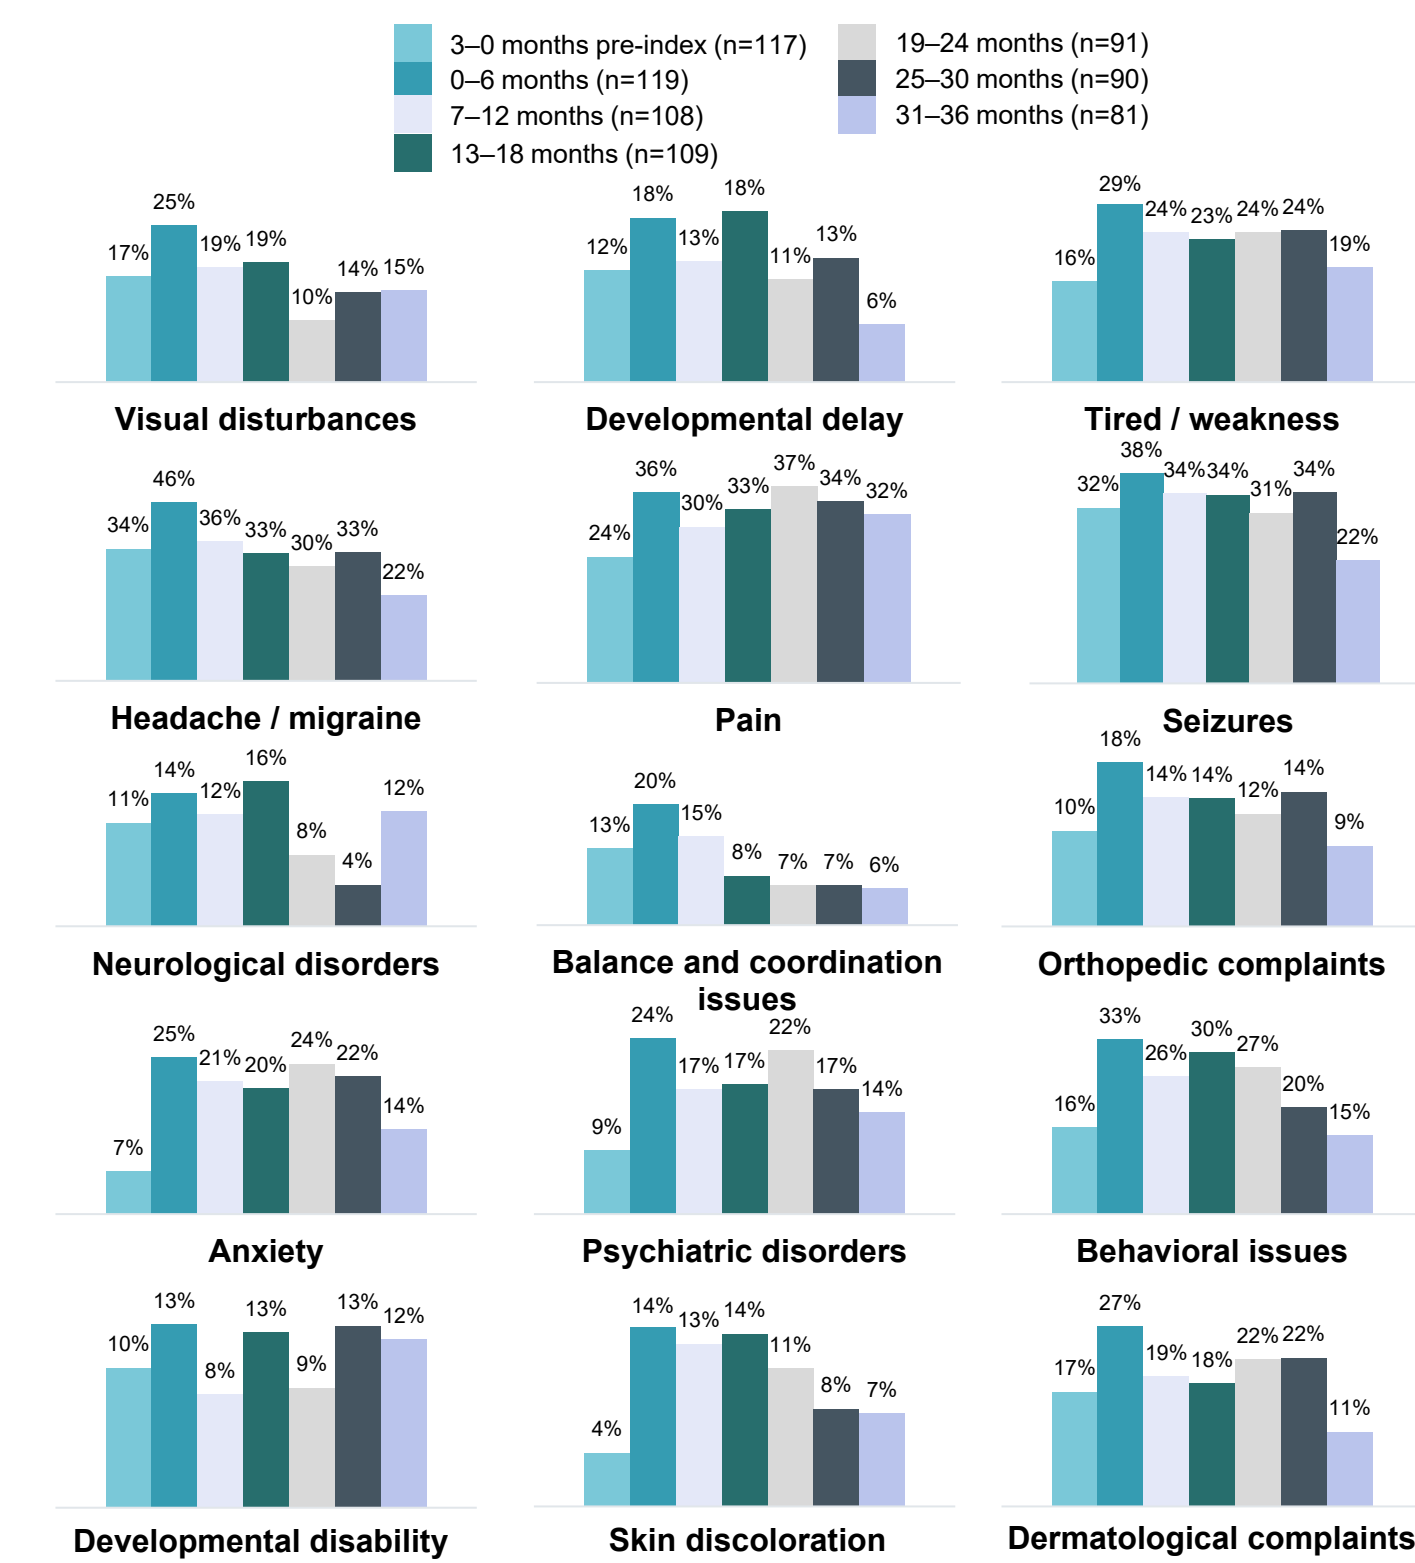 3–0 months pre-index (n=117)
0–6 months (n=119)
7–12 months (n=108)
13–18 months (n=109)
19–24 months (n=91)
25–30 months (n=90)
31–36 months (n=81)
17% 25% 19% 19% 10% 14% 15%
Visual disturbances
12% 18% 13% 18% 11% 13% 6%
Developmental delay
16% 29% 24% 23% 24% 24% 19%
Tired / weakness
34% 46% 36% 33% 30% 33% 22%
Headache / migraine
24% 36% 30% 33% 37% 34% 32%
Pain
32% 38% 34% 34% 31% 34% 22%
Seizures
11% 14% 12% 16% 8% 4% 12%
Neurological disorders
13% 20% 15% 8% 7% 7% 6%
Balance and coordination
issues
10% 18% 14% 14% 12% 14% 9%
Orthopedic complaints
7% 25% 21% 20% 24% 22% 14%
Anxiety
9% 24% 17% 17% 22% 17% 14%
Psychiatric disorders
16% 33% 26% 30% 27% 20% 15%
Behavioral issues
10% 13% 8% 13% 9% 13% 12%
Developmental disability
4% 14% 13% 14% 11% 8% 7%
Skin discoloration
17% 27% 19% 18% 22% 22% 11%
Dermatological complaints